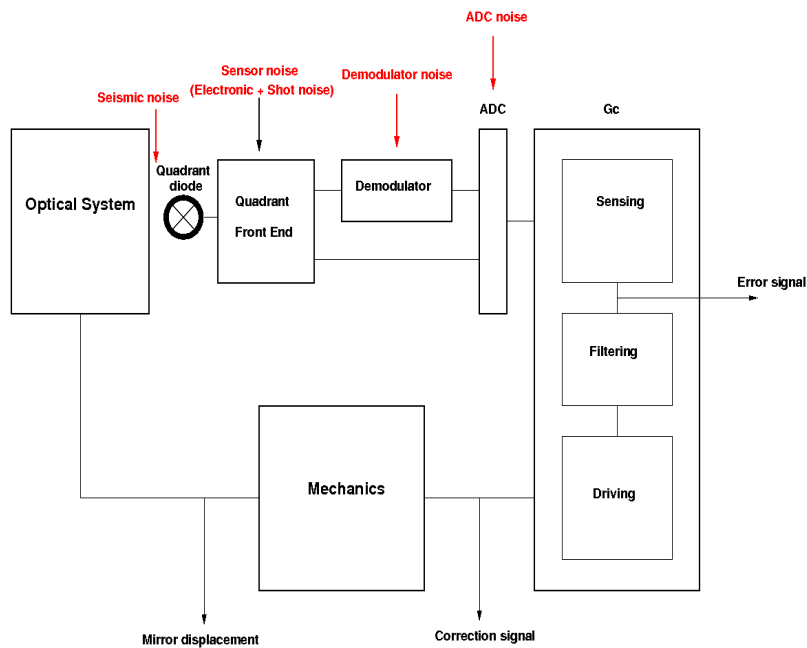 ADC noise
Sensor noise
(Electronic + Shot noise)
Demodulator noise
Seismic noise
ADC
Gc
Quadrant
diode
Optical System
Quadrant
Front End
Demodulator
Sensing
Error signal
Filtering
Mechanics
Driving
Mirror displacement
Correction signal